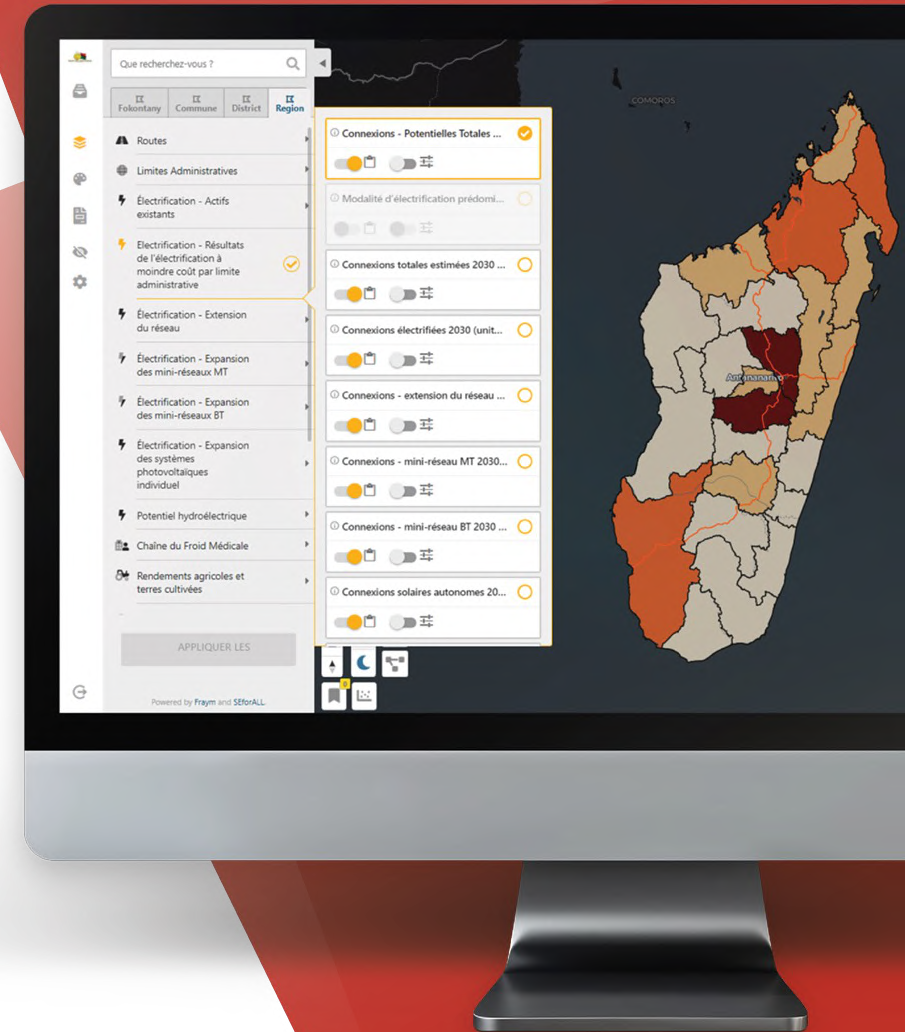 Que recherchez-vous ?
Fokontany
Commune
District
Region
Routes
Limites Administratives
Électrification - Actifs
existants
Electrification - Résultats
de l'électrification à
moindre coût par limite
administrative
Électrification - Extension
du réseau
Électrification - Expansion
des mini-réseaux MT
Électrification - Expansion
des mini-réseaux BT
Électrification - Expansion
des systèmes
photovoltaïques
individuel
Potentiel hydroélectrique
Chaîne du Froid Médicale
Rendements agricoles et
terres cultivées
APPLIQUER LES
Powered by Fraym and SEforALL.
Connexions - Potentielles Totales ...
Modalité d'électrification prédomi...
Connexions totales estimées 2030 ...
Connexions électrifiées 2030 (unit...
Connexions - extension du réseau ...
Connexions - mini-réseau MT 2030...
Connexions - mini-réseau BT 2030 ...
Connexions solaires autonomes 20...
COMOROS
Antananarivo